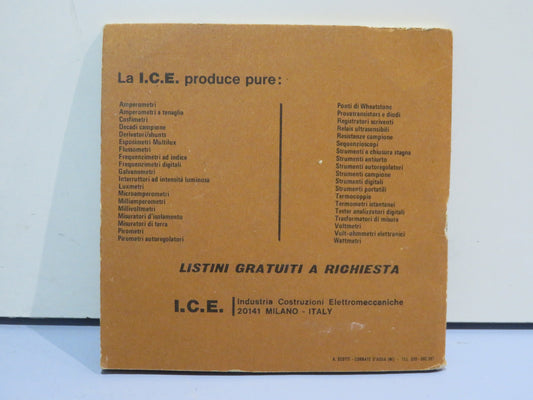 La I.C.E. produce pure:
Amperometri
Amperometri a tenaglia
Cosfimetri
Decadi campione
Derivatori/shunts
Esposimetri Multilux
Flussometri
Frequenzimetri ad indice
Frequenzimetri digitali
Galvanometri
Interruttori ad intensità luminosa
Luxmetri
Microamperometri
Milliamperometri
Millivoltmetri
Misuratori d'isolamento
Misuratori di terra
Pirometri
Pirometri autoregolatori
Ponti di Wheatstone
Provatransistors e diodi
Registratori scriventi
Relais ultrasensibili
Resistenze campione
Sequenzioscopi
Strumenti a chiusura stagna
Strumenti antiurto
Strumenti autoregolatori
Strumenti campione
Strumenti digitali
Strumenti portatili
Termocoppie
Termometri istantanei
Tester analizzatori digitali
Trasformatori di misura
Voltmetri
Volt-ohmmetri elettronici
Wattmetri
LISTINI GRATUITI A RICHIESTA
I.C.E. Industria Costruzioni Elettromeccaniche
20141 MILANO - ITALY